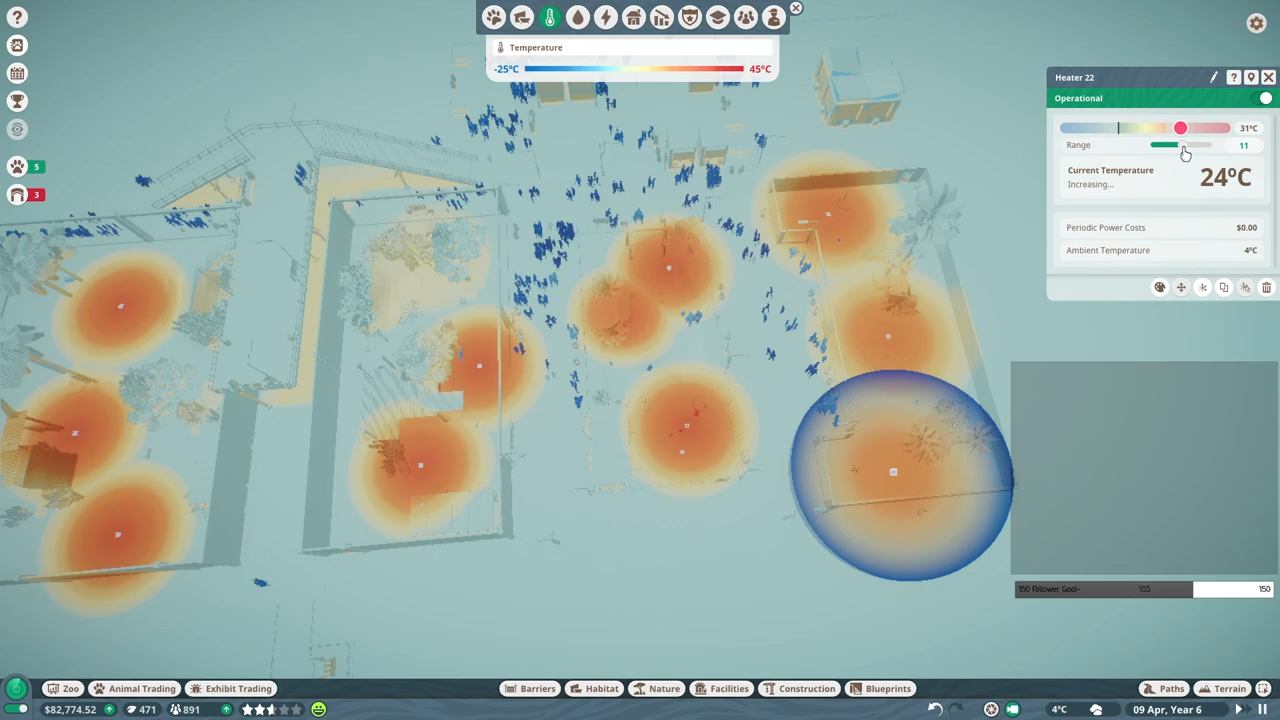 Temperature
-25°C
45°C
Heater 22
?
?
Operational
31°C
Range
11
Current Temperature
Increasing...
24°C
Periodic Power Costs
$0.00
Ambient Temperature
4°C
5
3
150 Follower Goal~
103
150
Zoo
Animal Trading
Exhibit Trading
Barriers
Habitat
Nature
Facilities
Construction
Blueprints
Paths
Terrain
$82,774.52
471
891
4°C
09 Apr, Year 6